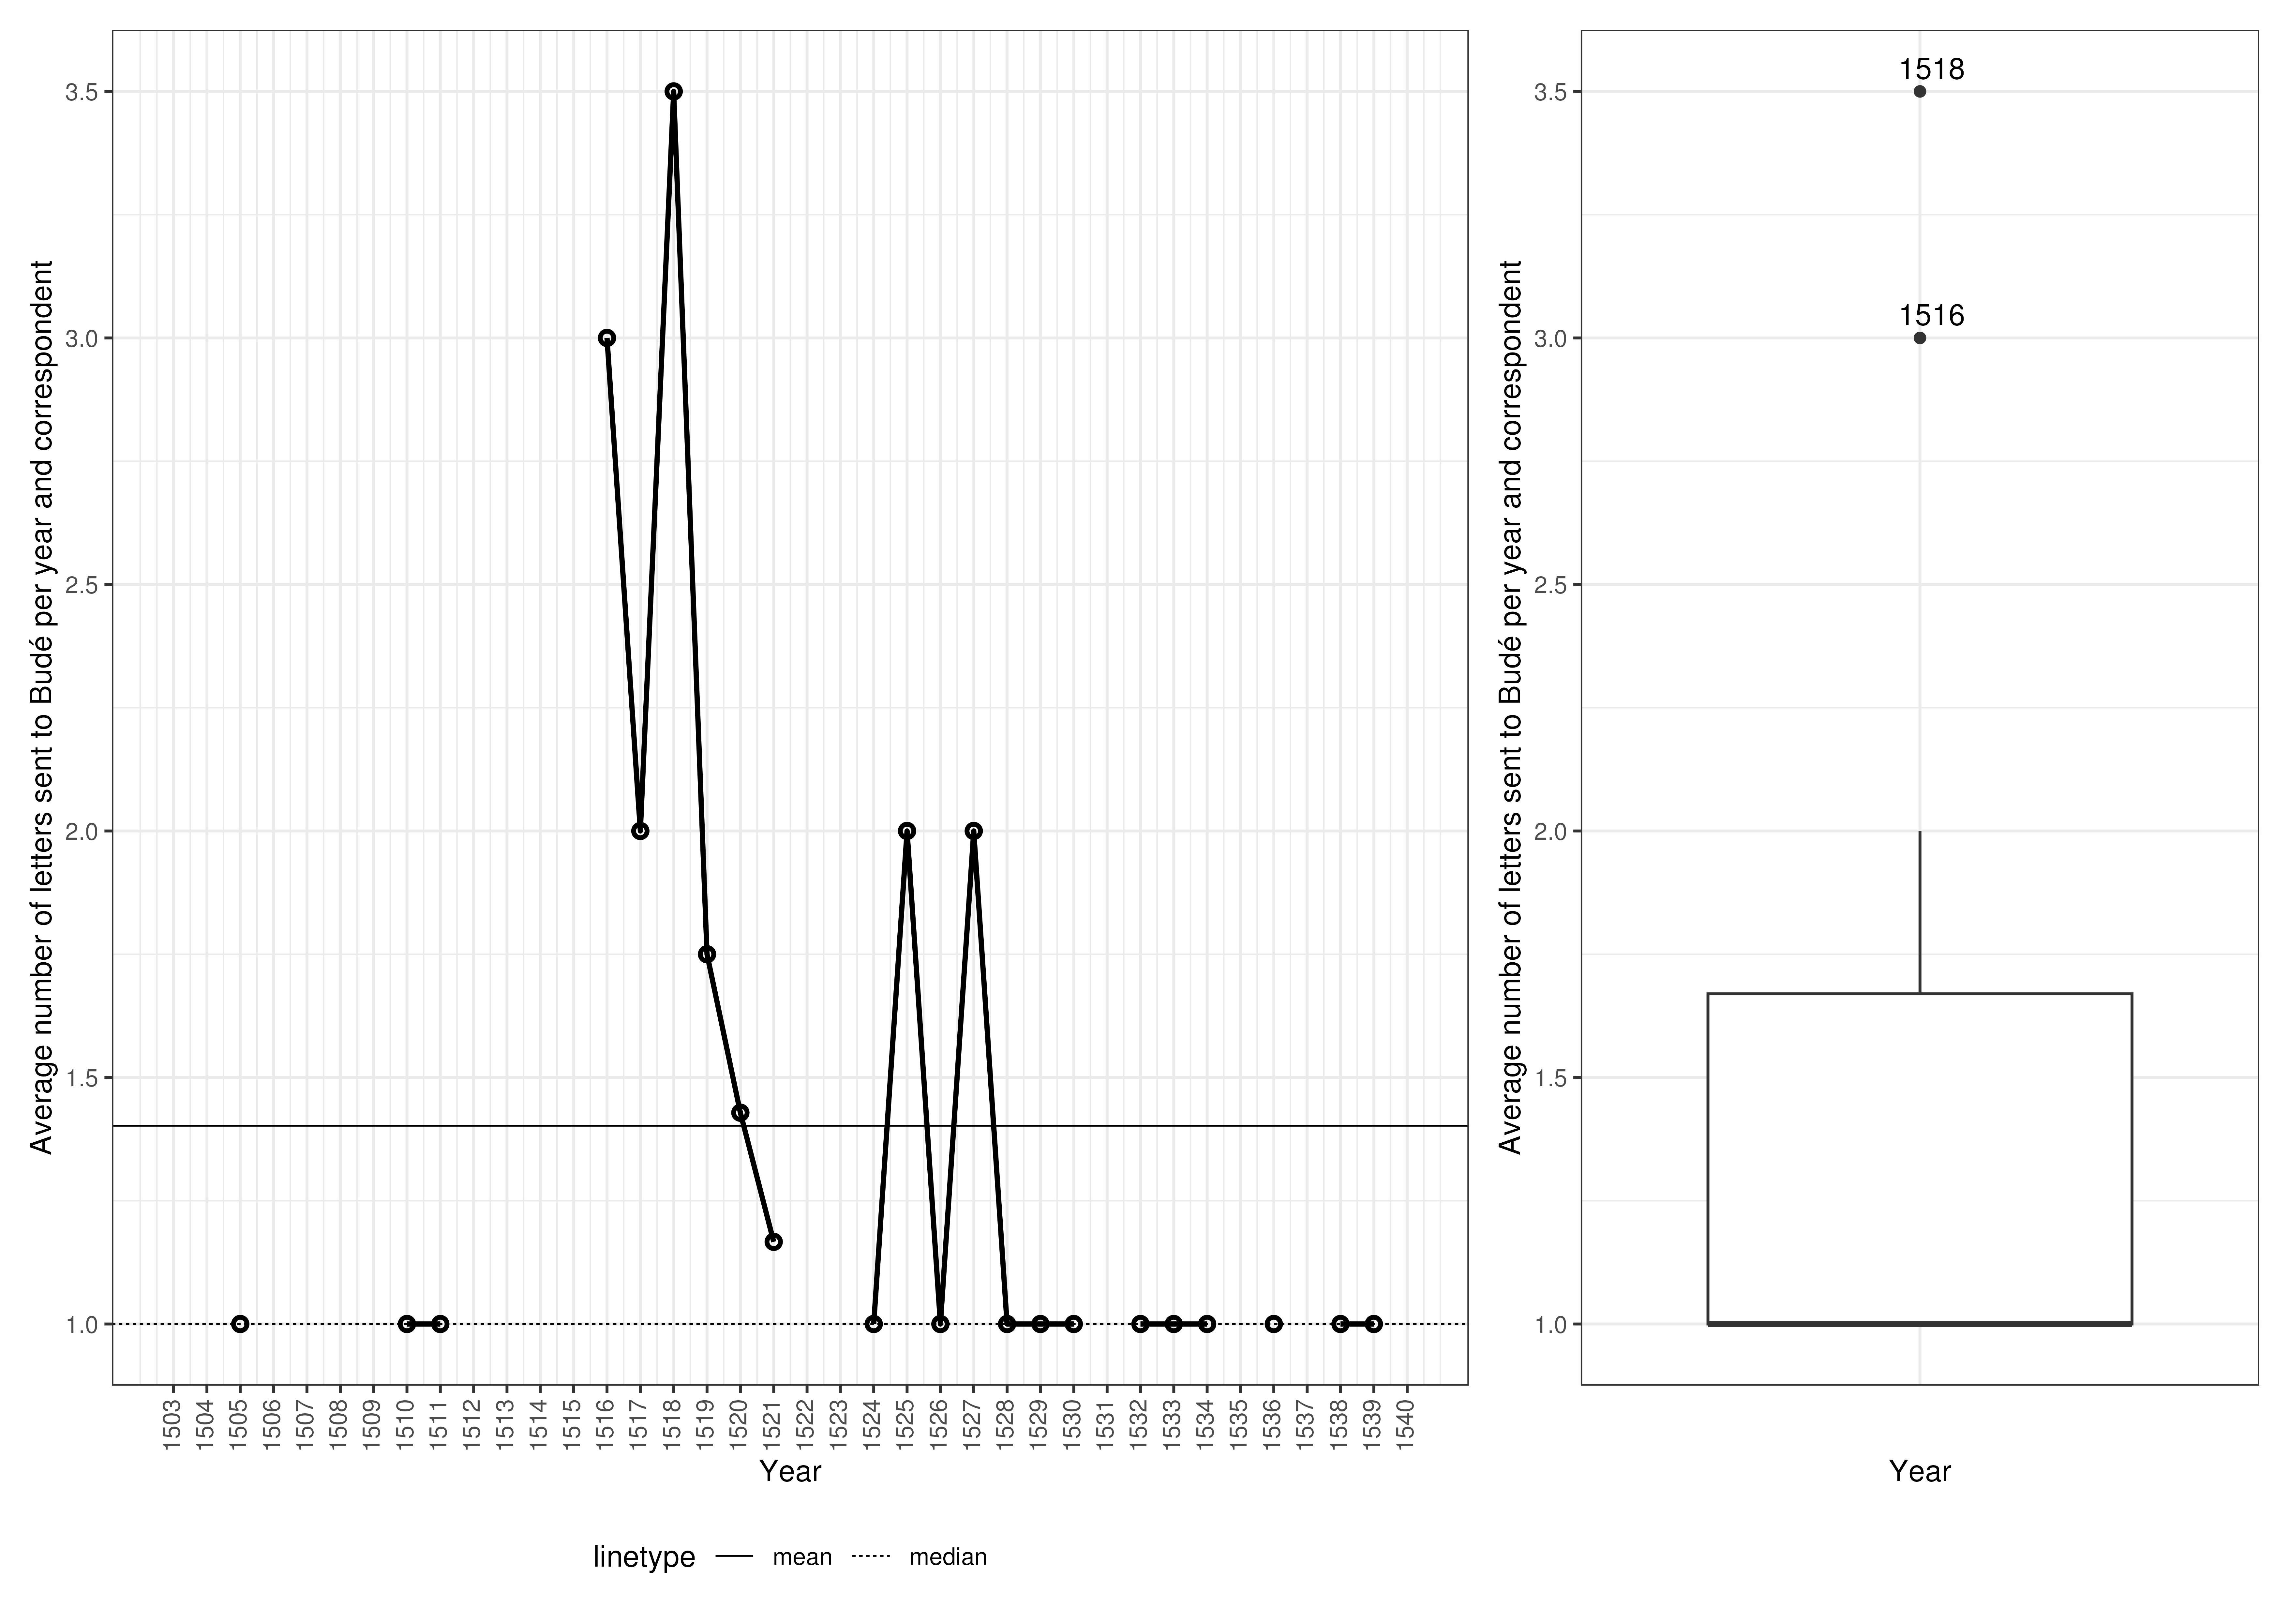 Average number of letters sent to Budé per year and correspondent
3.5
3.0
2.5
2.0
1.5
1.0
1503 1504 1505 1506 1507 1508 1509 1510 1511 1512 1513 1514 1515 1516 1517 1518 1519 1520 1521 1522 1523 1524 1525 1526 1527 1528 1529 1530 1531 1532 1533 1534 1535 1536 1537 1538 1539 1540
Year
linetype mean median
Average number of letters sent to Budé per year and correspondent
3.5
3.0
2.5
2.0
1.5
1.0
1518
1516
Year